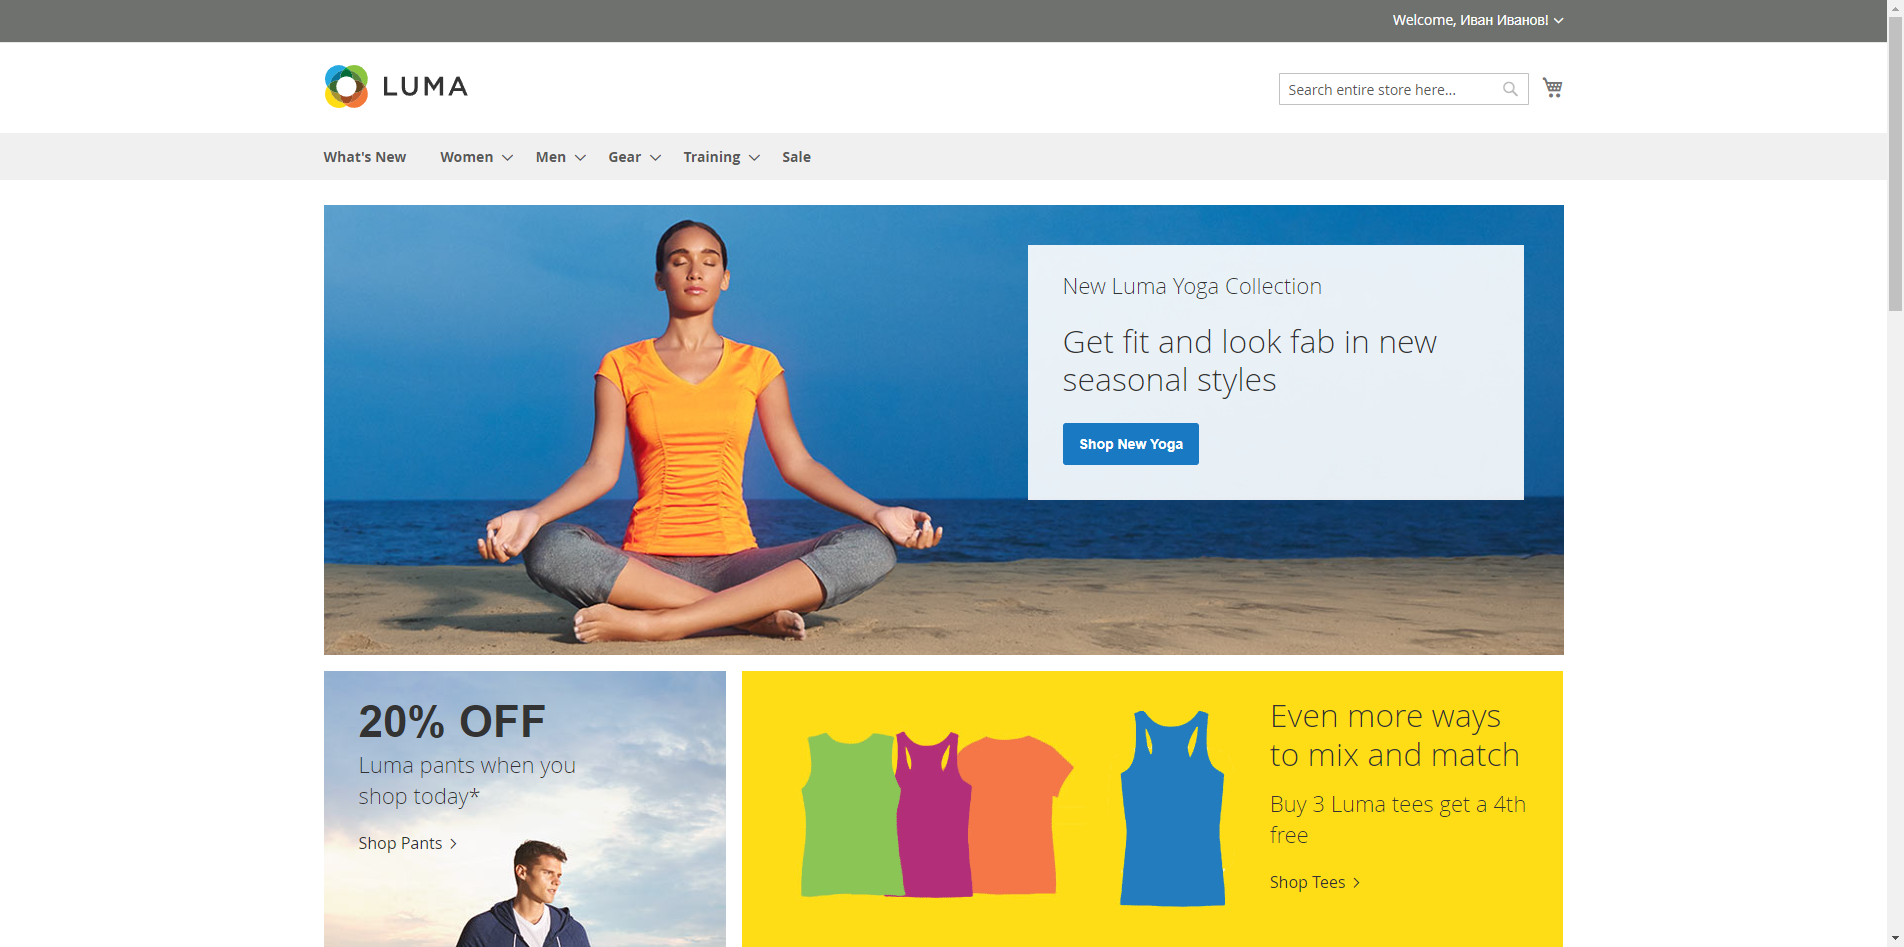 Welcome, Иван Иванов!
LUMA
Search entire store here...
What's New Women Men Gear Training Sale
New Luma Yoga Collection
Get fit and look fab in new
seasonal styles
Shop New Yoga
20% OFF
Luma pants when you
shop today*
Shop Pants
Even more ways
to mix and match
Buy 3 Luma tees get a 4th
free
Shop Tees